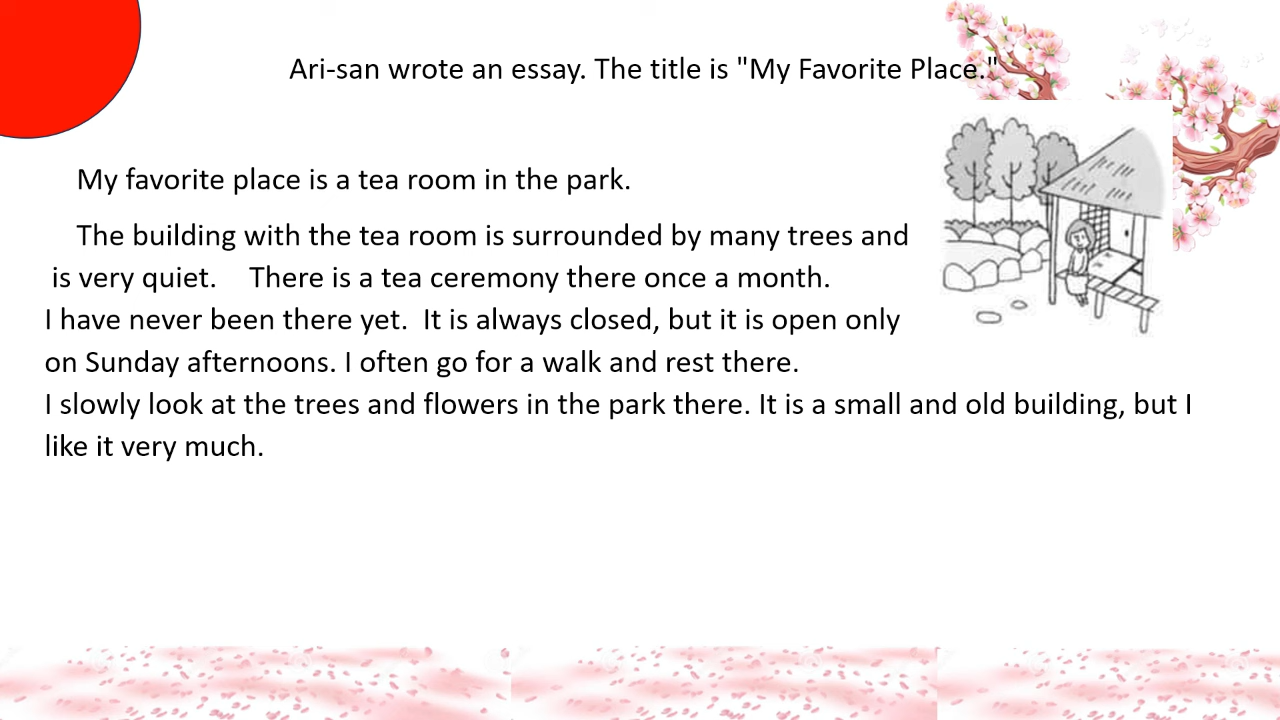 Ari-san wrote an essay. The title is "My Favorite Place."
My favorite place is a tea room in the park.
The building with the tea room is surrounded by many trees and
is very quiet. There is a tea ceremony there once a month.
I have never been there yet. It is always closed, but it is open only
on Sunday afternoons. I often go for a walk and rest there.
I slowly look at the trees and flowers in the park there. It is a small and old building, but I
like it very much.